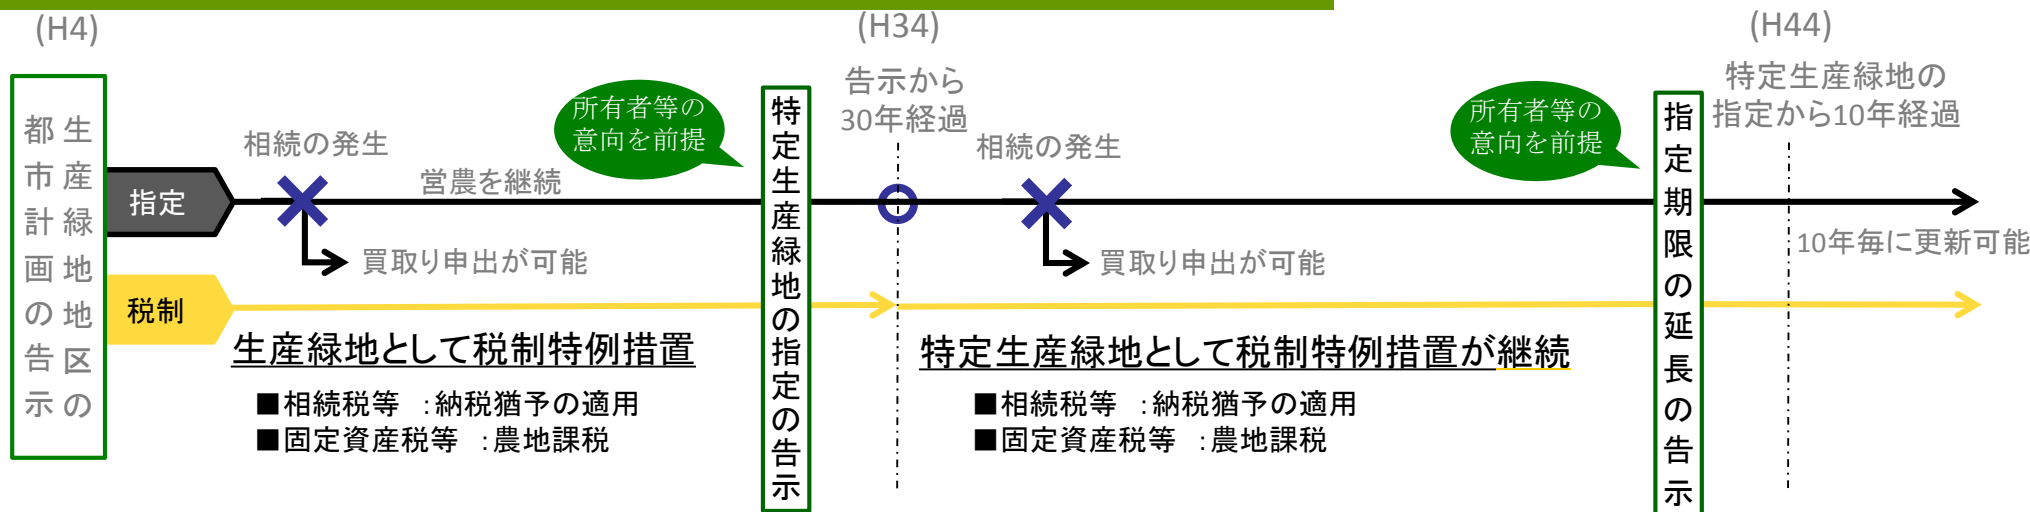 (H4)
(H34)
(H44)
生産緑地地区の
都市計画の告示
指定
税制
相続の発生
営農を継続
買取り申出が可能
所有者等の
意向を前提
特定生産緑地の指定の告示
告示から
30年経過
相続の発生
買取り申出が可能
所有者等の
意向を前提
指定期限の延長の告示
特定生産緑地の
指定から10年経過
10年毎に更新可能
生産緑地として税制特例措置
■相続税等 :納税猶予の適用
■固定資産税等 :農地課税
特定生産緑地として税制特例措置が継続
■相続税等 :納税猶予の適用
■固定資産税等 :農地課税